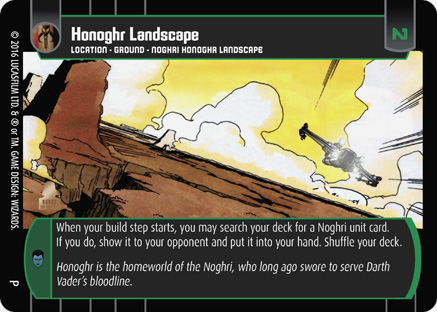 Honoghr Landscape
LOCATION - GROUND - NOGHRI HONOGHR LANDSCAPE
N
When your build step starts, you may search your deck for a Noghri unit card.
If you do, show it to your opponent and put it into your hand. Shuffle your deck.
Honoghr is the homeworld of the Noghri, who long ago swore to serve Darth
Vader's bloodline.
© 2016 LUCASFILM LTD. & ® or TM. GAME DESIGN: WIZARDS.
P